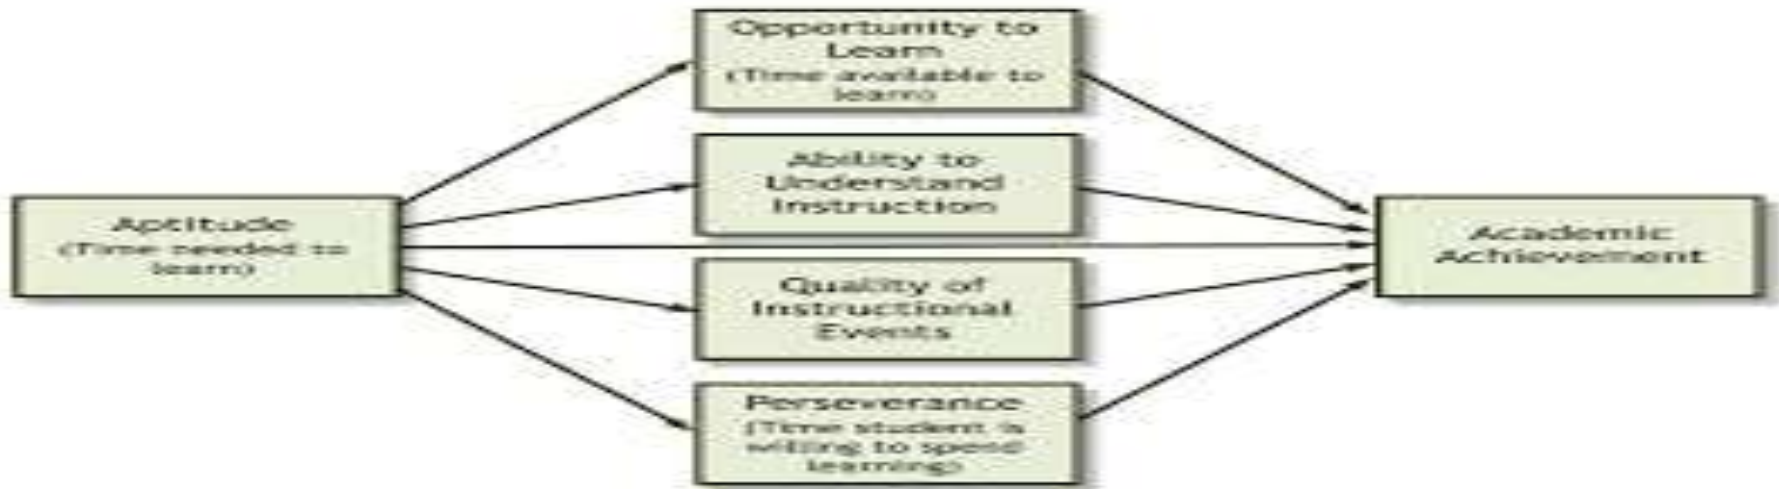 Opportunity to
Learn
(Time available to
learn)
Ability to
Understand
Instruction
Aptitude
(Time needed to
learn)
Academic
Achievement
Quality of
Instructional
Events
Perseverance
(Time student is
willing to spend
learning)